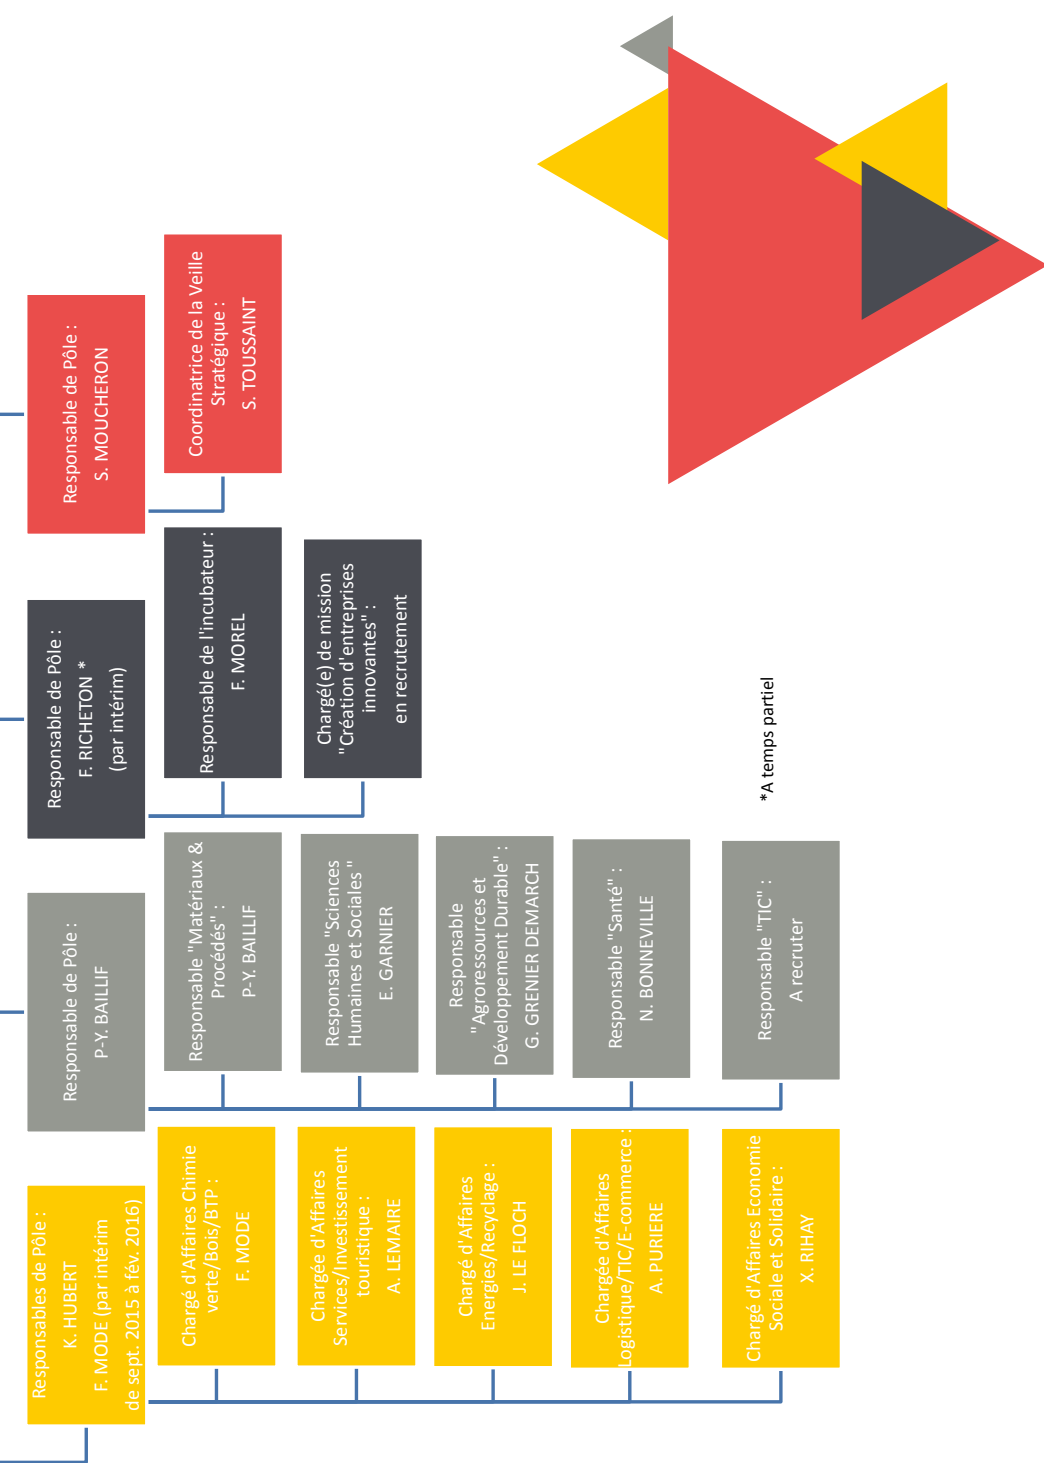 Responsables de Pôle :
K. HUBERT
F. MODE (par intérim
de sept. 2015 à fév. 2016)
Chargé d'Affaires Chimie
verte/Bois/BTP :
F. MODE
Chargée d'Affaires
Services/Investissement
touristique :
A. LEMAIRE
Chargé d'Affaires
Energies/Recyclage :
J. LE FLOCH
Chargée d'Affaires
Logistique/TIC/E-commerce :
A. PURIERE
Chargé d'Affaires Economie
Sociale et Solidaire :
X. RIHAY
Responsable de Pôle :
P-Y. BAILLIF
Responsable "Matériaux &
Procédés" :
P-Y. BAILLIF
Responsable "Sciences
Humaines et Sociales "
E. GARNIER
Responsable
"Agroressources et
Développement Durable" :
G. GRENIER DEMARCH
Responsable "Santé" :
N. BONNEVILLE
Responsable "TIC" :
A recruter
Responsable de Pôle :
F. RICHETON *
(par intérim)
Responsable de l'incubateur :
F. MOREL
Chargé(e) de mission
"Création d'entreprises
innovantes" :
en recrutement
Responsable de Pôle :
S. MOUCHERON
Coordinatrice de la Veille
Stratégique :
S. TOUSSAINT
*A temps partiel